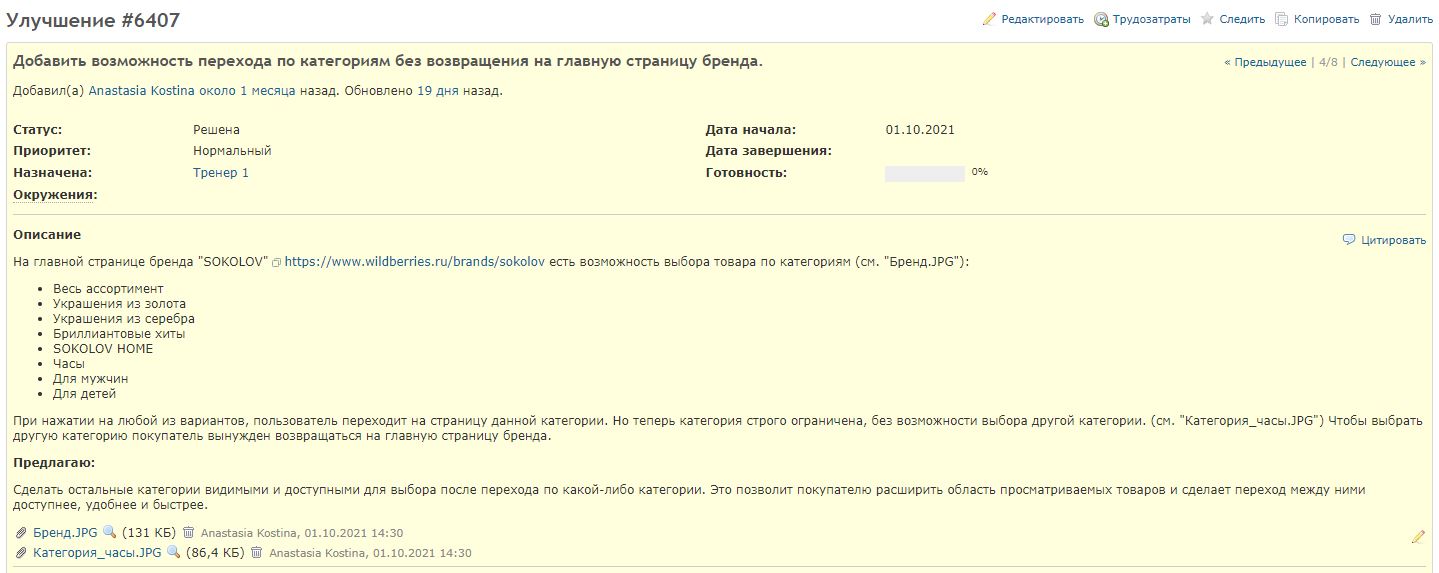 Улучшение #6407
Редактировать Трудозатраты Следить Копировать Удалить
Добавить возможность перехода по категориям без возвращения на главную страницу бренда.
« Предыдущее | 4/8 | Следующее »
Добавил(а) Anastasia Kostina около 1 месяца назад. Обновлено 19 дня назад.
Статус: Решена Дата начала: 01.10.2021
Приоритет: Нормальный Дата завершения:
Назначена: Тренер 1 Готовность: 0%
Окружения:
Описание
Цитировать
На главной странице бренда "SOKOLOV" https://www.wildberries.ru/brands/sokolov есть возможность выбора товара по категориям (см. "Бренд.JPG"):
• Весь ассортимент
• Украшения из золота
• Украшения из серебра
• Бриллиантовые хиты
• SOKOLOV HOME
• Часы
• Для мужчин
• Для детей
При нажатии на любой из вариантов, пользователь переходит на страницу данной категории. Но теперь категория строго ограничена, без возможности выбора другой категории. (см. "Категория_часы.JPG") Чтобы выбрать
другую категорию покупатель вынужден возвращаться на главную страницу бренда.
Предлагаю:
Сделать остальные категории видимыми и доступными для выбора после перехода по какой-либо категории. Это позволит покупателю расширить область просматриваемых товаров и сделает переход между ними
доступнее, удобнее и быстрее.
Бренд.JPG (131 КБ) Anastasia Kostina, 01.10.2021 14:30
Категория_часы.JPG (86,4 КБ) Anastasia Kostina, 01.10.2021 14:30